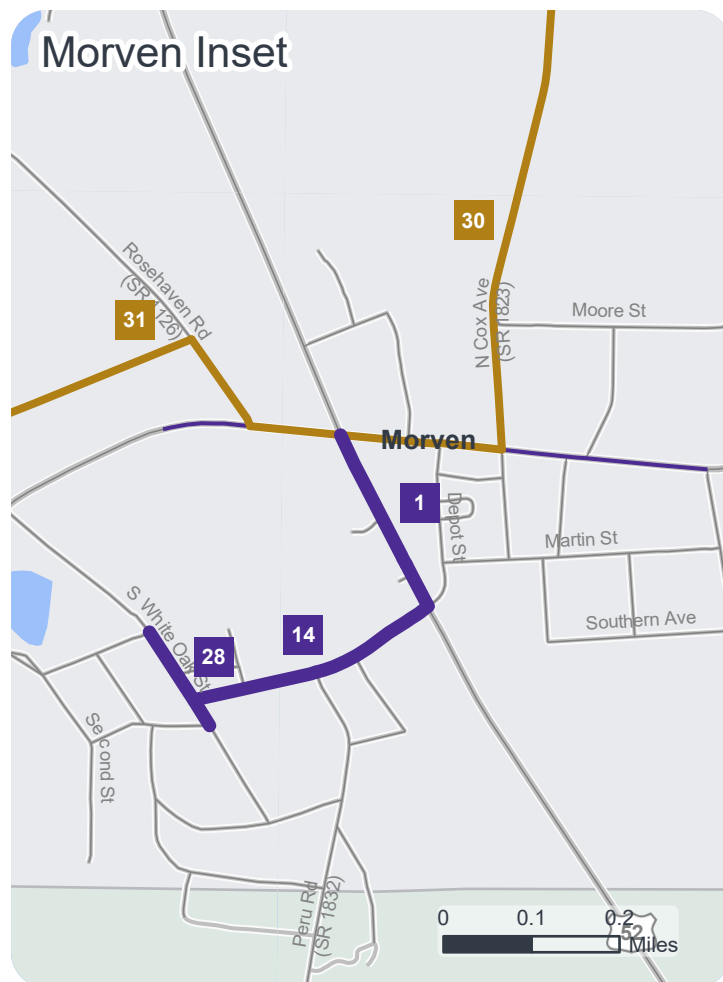 Morven Inset
30
Rosehaven Rd
(SR 1126)
31
N Cox Ave
(SR 1823)
Moore St
Morven
1
Depot St
Martin St
S White Oak St
14
28
Southern Ave
Second St
Peru Rd
(SR 1832)
0 0.1 0.2
52
Miles